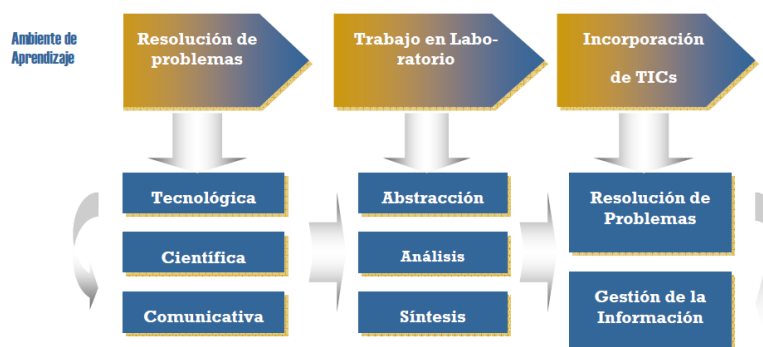 Ambiente de
Aprendizaje
Resolución de
problemas
Trabajo en Labo-
ratorio
Incorporación
de TICs
Tecnológica
Científica
Comunicativa
Abstracción
Análisis
Síntesis
Resolución de
Problemas
Gestión de la
Información